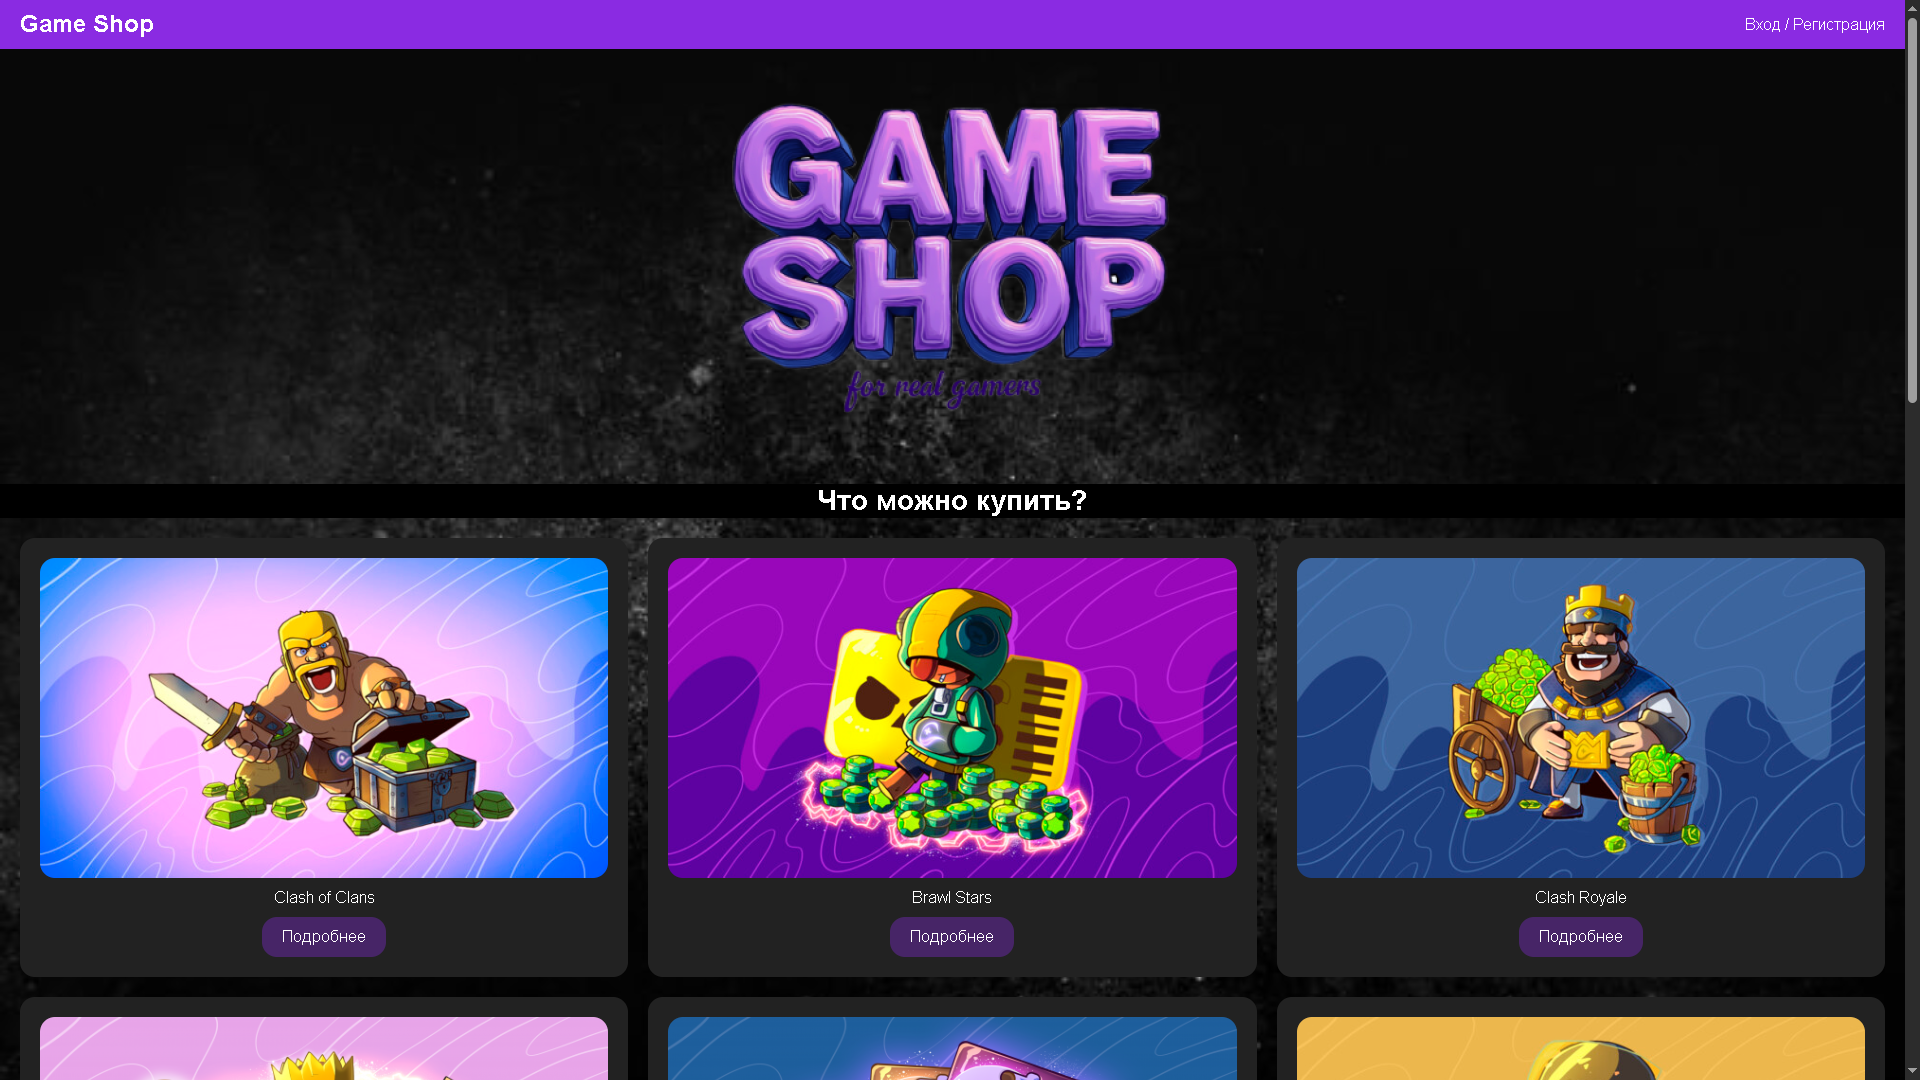 Game Shop
Вход / Регистрация
GAME
SHOP
for real gamers
Что можно купить?
Clash of Clans
Brawl Stars
Clash Royale
Подробнее
Подробнее
Подробнее